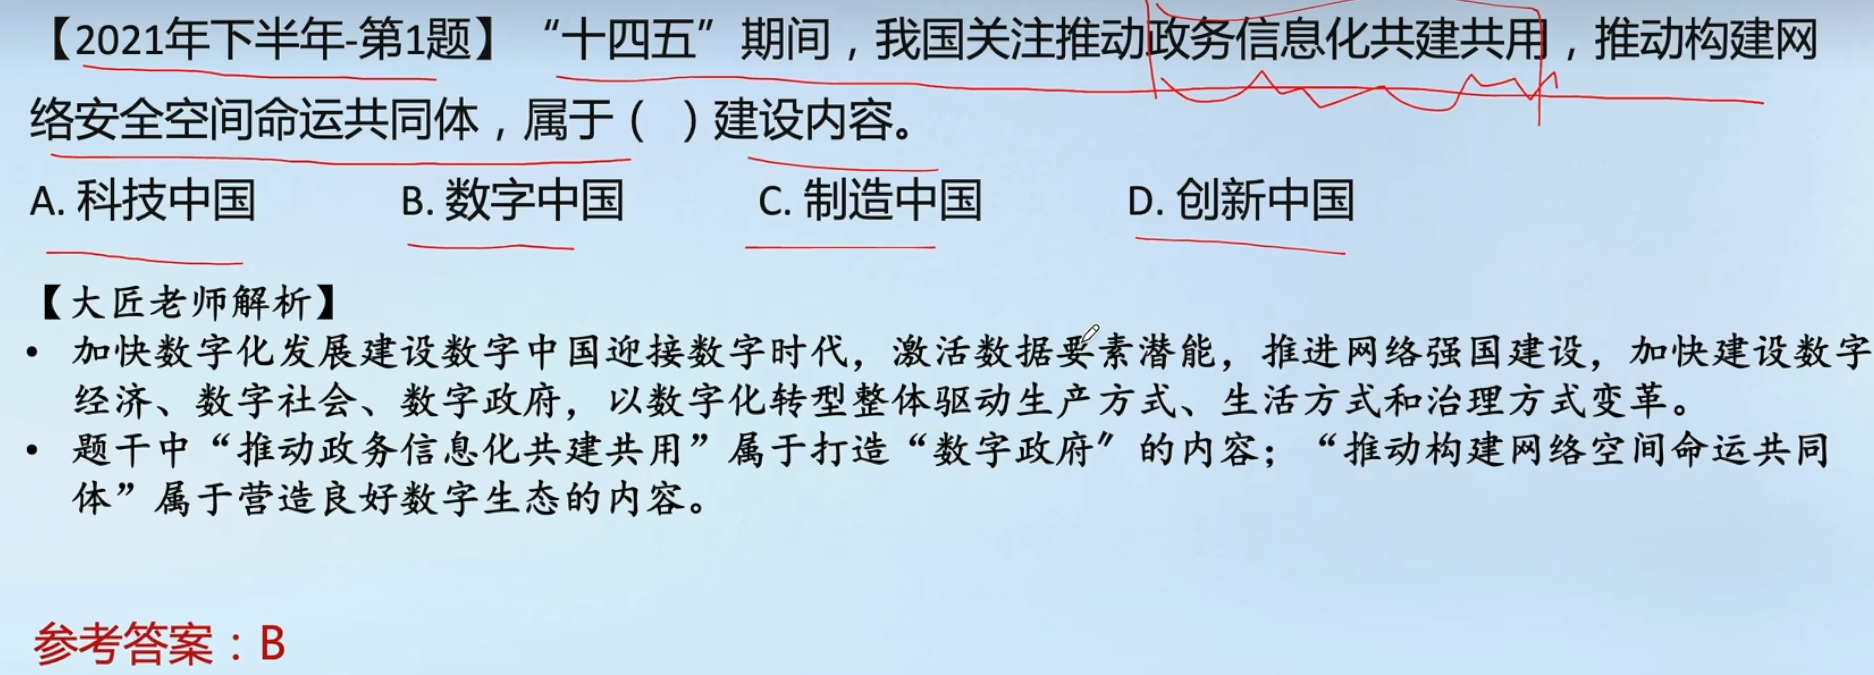 【2021年下半年-第1题】“十四五”期间，我国关注推动政务信息化共建共用，推动构建网
络安全空间命运共同体，属于（ ）建设内容。
A. 科技中国 B. 数字中国 C. 制造中国 D. 创新中国
【大匠老师解析】
• 加快数字化发展建设数字中国迎接数字时代，激活数据要素潜能，推进网络强国建设，加快建设数字
经济、数字社会、数字政府，以数字化转型整体驱动生产方式、生活方式和治理方式变革。
• 题干中“推动政务信息化共建共用”属于打造“数字政府”的内容；“推动构建网络空间命运共同
体”属于营造良好数字生态的内容。
参考答案：B